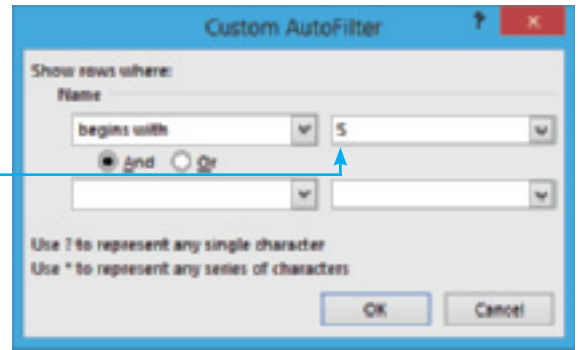 Custom AutoFilter ?
Show rows where:
Name
begins with S
And Or
Use ? to represent any single character
Use * to represent any series of characters
OK Cancel